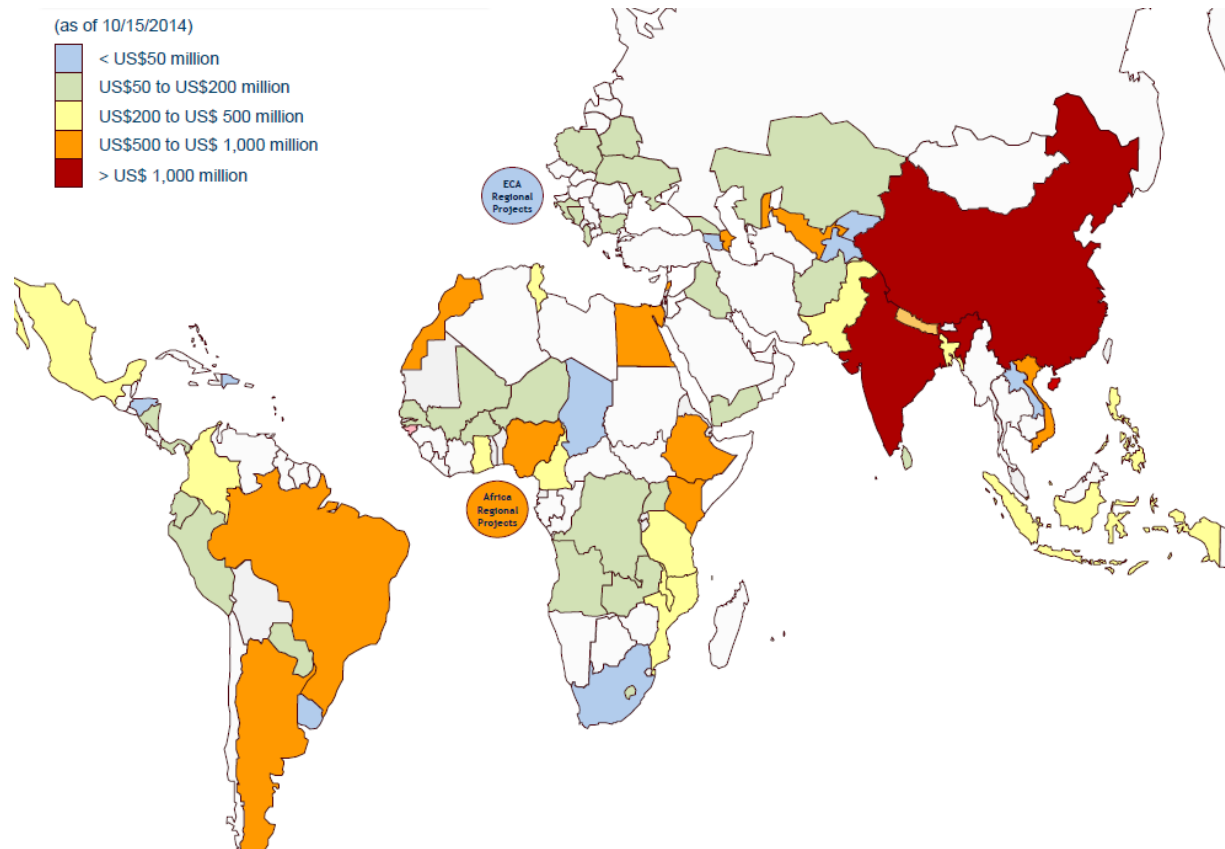 (as of 10/15/2014)
< US$50 million
US$50 to US$200 million
US$200 to US$ 500 million
US$500 to US$ 1,000 million
> US$ 1,000 million
ECA
Regional
Projects
Africa
Regional
Projects